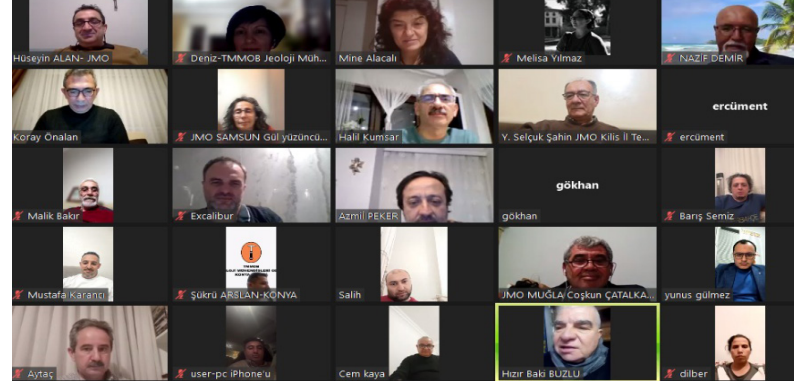 Hüseyin ALAN- JMO
Deniz-TMMOB Jeoloji Müh...
Mine Alacalı
Melisa Yılmaz
NAZİF DEMİR
Koray Önalan
JMO SAMSUN Gül yüzüncü...
Halil Kumsar
Y. Selçuk Şahin JMO Kilis İl Te...
ercüment
ercüment
Malik Bakır
Excalibur
Azmil PEKER
gökhan
gökhan
Barış Semiz
Mustafa Karancı
Şükrü ARSLAN-KONYA
Salih
JMO MUĞLA Coşkun ÇATALKA...
yunus gülmez
Aytaç
user-pc iPhone'u
Cem kaya
Hızır Baki BUZLU
dilber